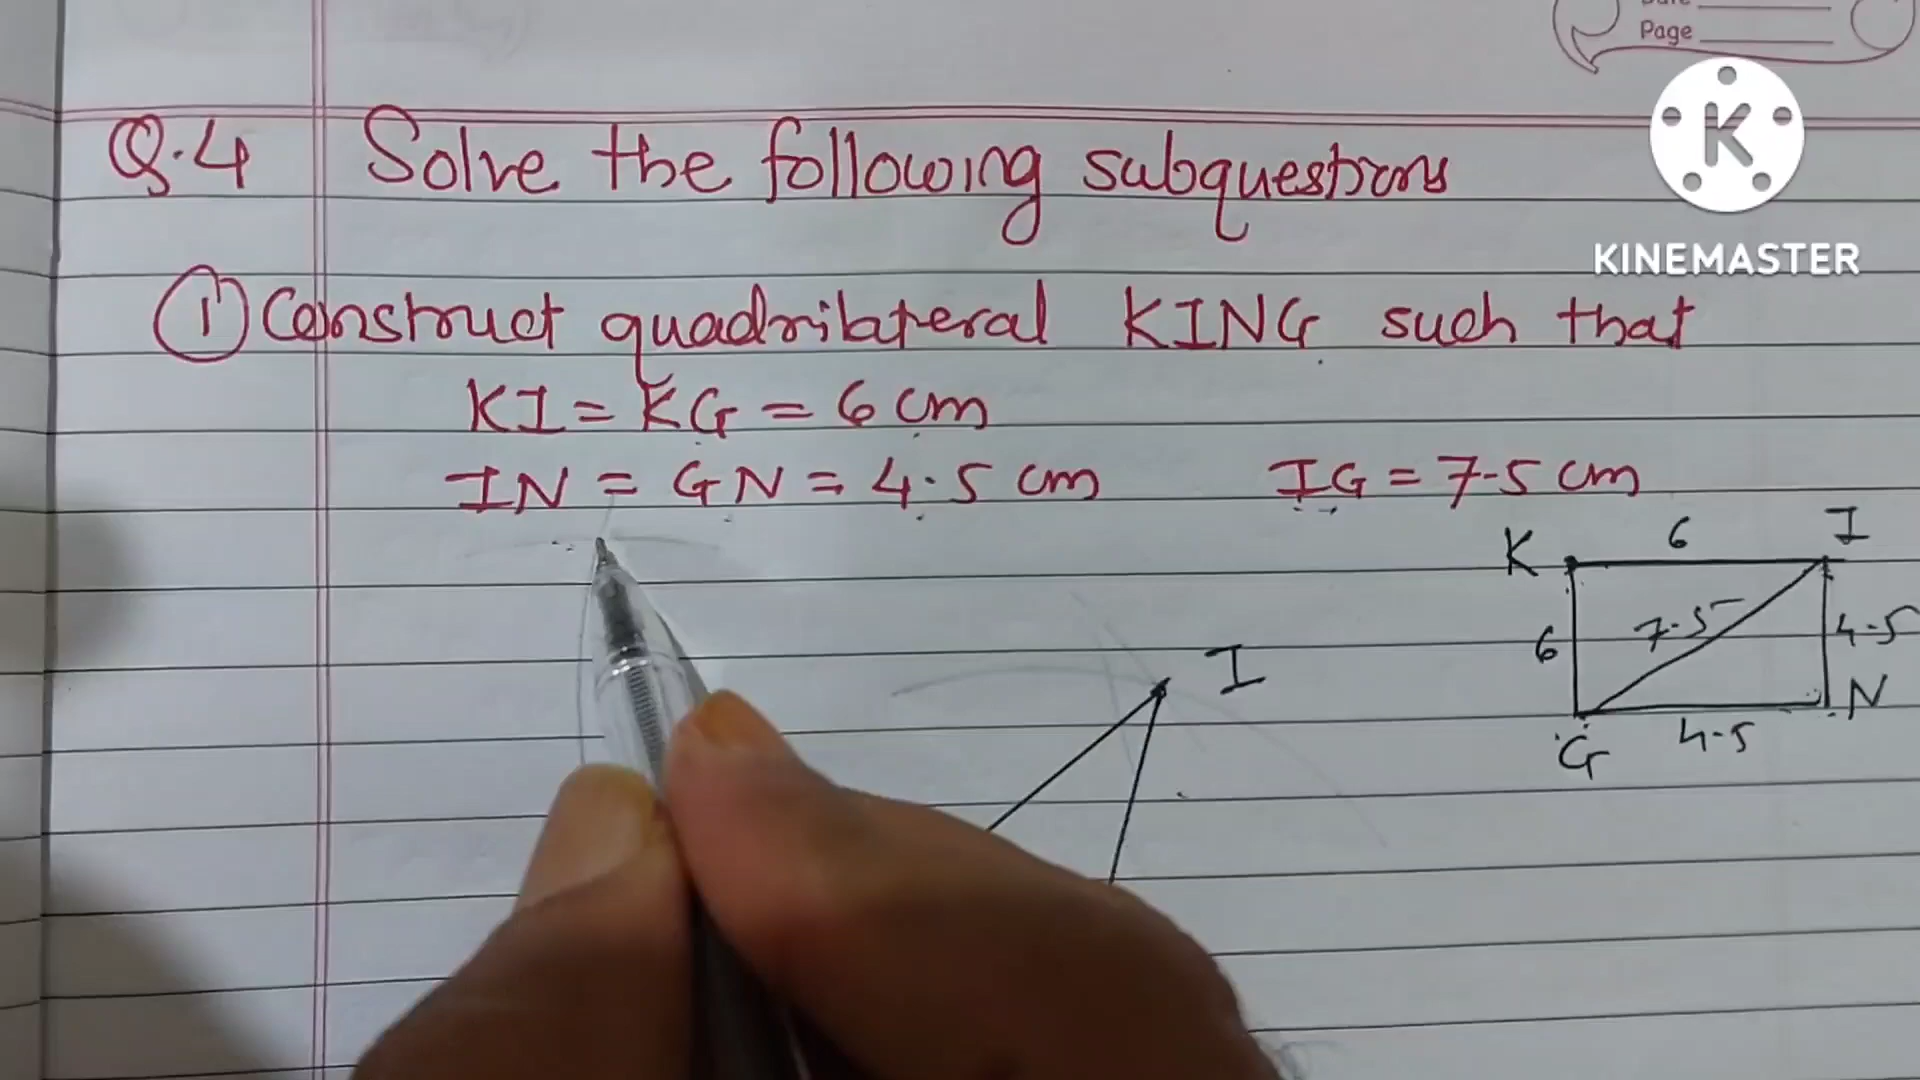 Page
K
KINEMASTER
Q.4 Solve the following subquestions
① Construct quadrilateral KING such that
KI = KG = 6 cm
IN = GN = 4.5 cm IG = 7.5 cm
K 6 I
6 7.5 4.5
G 4.5 N
I